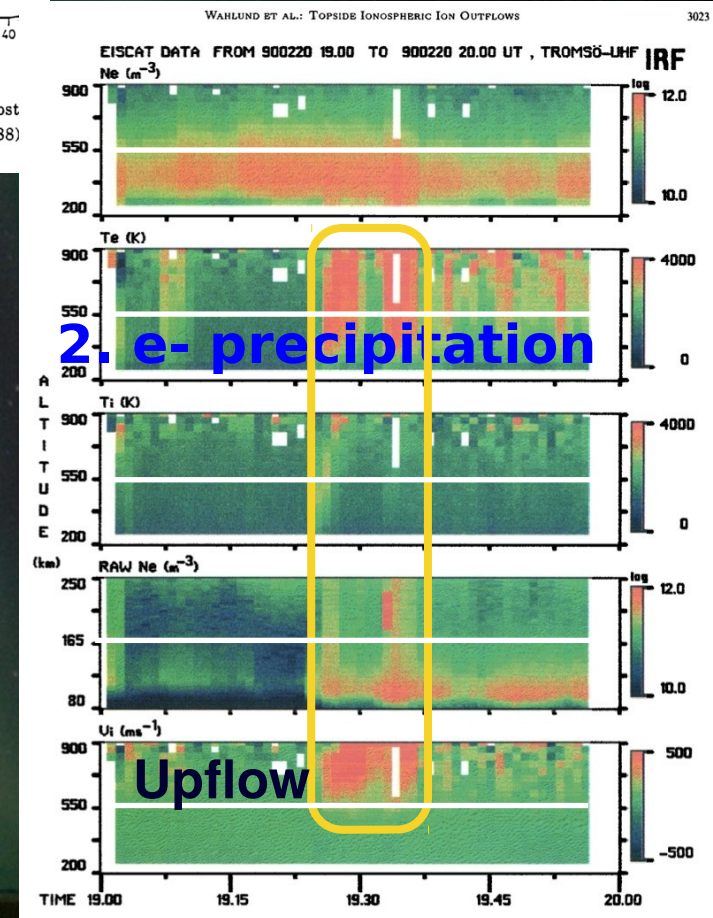 40
WAHLUND ET AL.: TOPSIDE IONOSPHERIC ION OUTFLOWS 3023
EISCAT DATA FROM 900220 19.00 TO 900220 20.00 UT , TROMSÖ-UHF IRF
Ne (m-3)
log
900 12.0
ost
38)
550
10.0
200
Te (K)
900 4000
550
2. e- precipitation
0
200
A
L
T
I
T
U
D
E
(km)
Ti (K)
900 4000
550
0
200
RAW Ne (m-3)
log
250 12.0
165
10.0
80
Vi (ms-1)
900 500
Upflow
550
-500
200
TIME 19.00 19.15 19.30 19.45 20.00